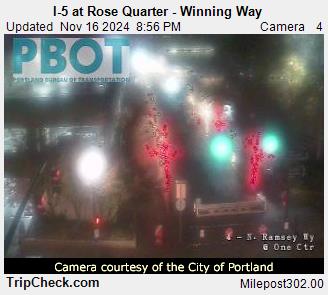 I-5 at Rose Quarter - Winning Way
Updated Nov 16 2024 8:56 PM Camera 4
PBOT
PORTLAND BUREAU OF TRANSPORTATION
4 - N. Ramsey Wy
@ One Ctr
Camera courtesy of the City of Portland
TripCheck.com Milepost302.00